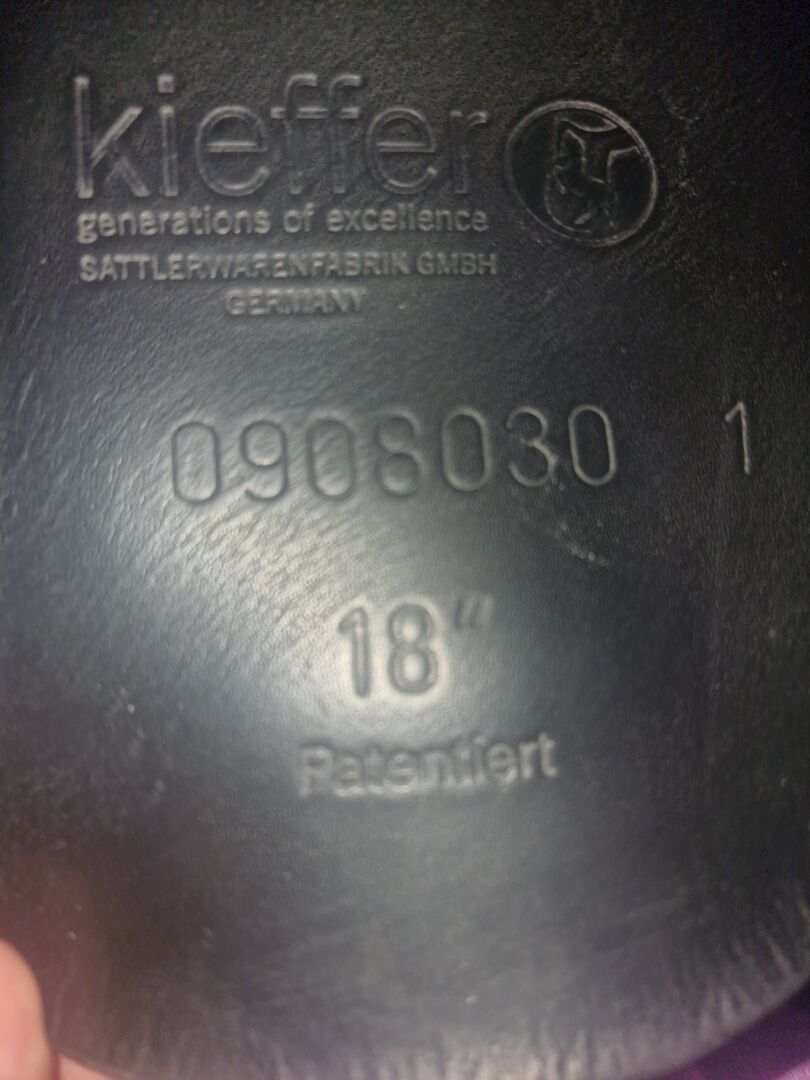 kieffer
generations of excellence
SATTLERWARENFABRIK GMBH
GERMANY
0908030 1
18"
Patentiert